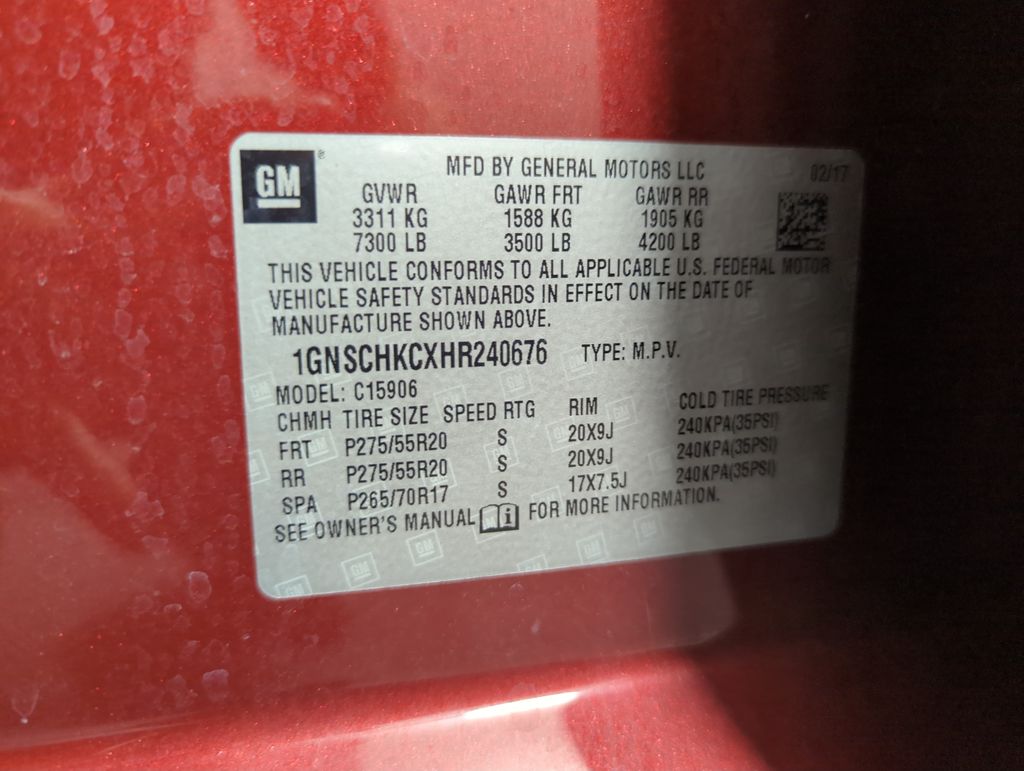 GM ®
MFD BY GENERAL MOTORS LLC 02/17
GVWR GAWR FRT GAWR RR
3311 KG 1588 KG 1905 KG
7300 LB 3500 LB 4200 LB
THIS VEHICLE CONFORMS TO ALL APPLICABLE U.S. FEDERAL MOTOR
VEHICLE SAFETY STANDARDS IN EFFECT ON THE DATE OF
MANUFACTURE SHOWN ABOVE.
1GNSCHKCXHR240676 TYPE: M.P.V.
MODEL: C15906
CHMH TIRE SIZE SPEED RTG RIM COLD TIRE PRESSURE
FRT P275/55R20 S 20X9J 240KPA(35PSI)
RR P275/55R20 S 20X9J 240KPA(35PSI)
SPA P265/70R17 S 17X7.5J 240KPA(35PSI)
SEE OWNER'S MANUAL i FOR MORE INFORMATION.